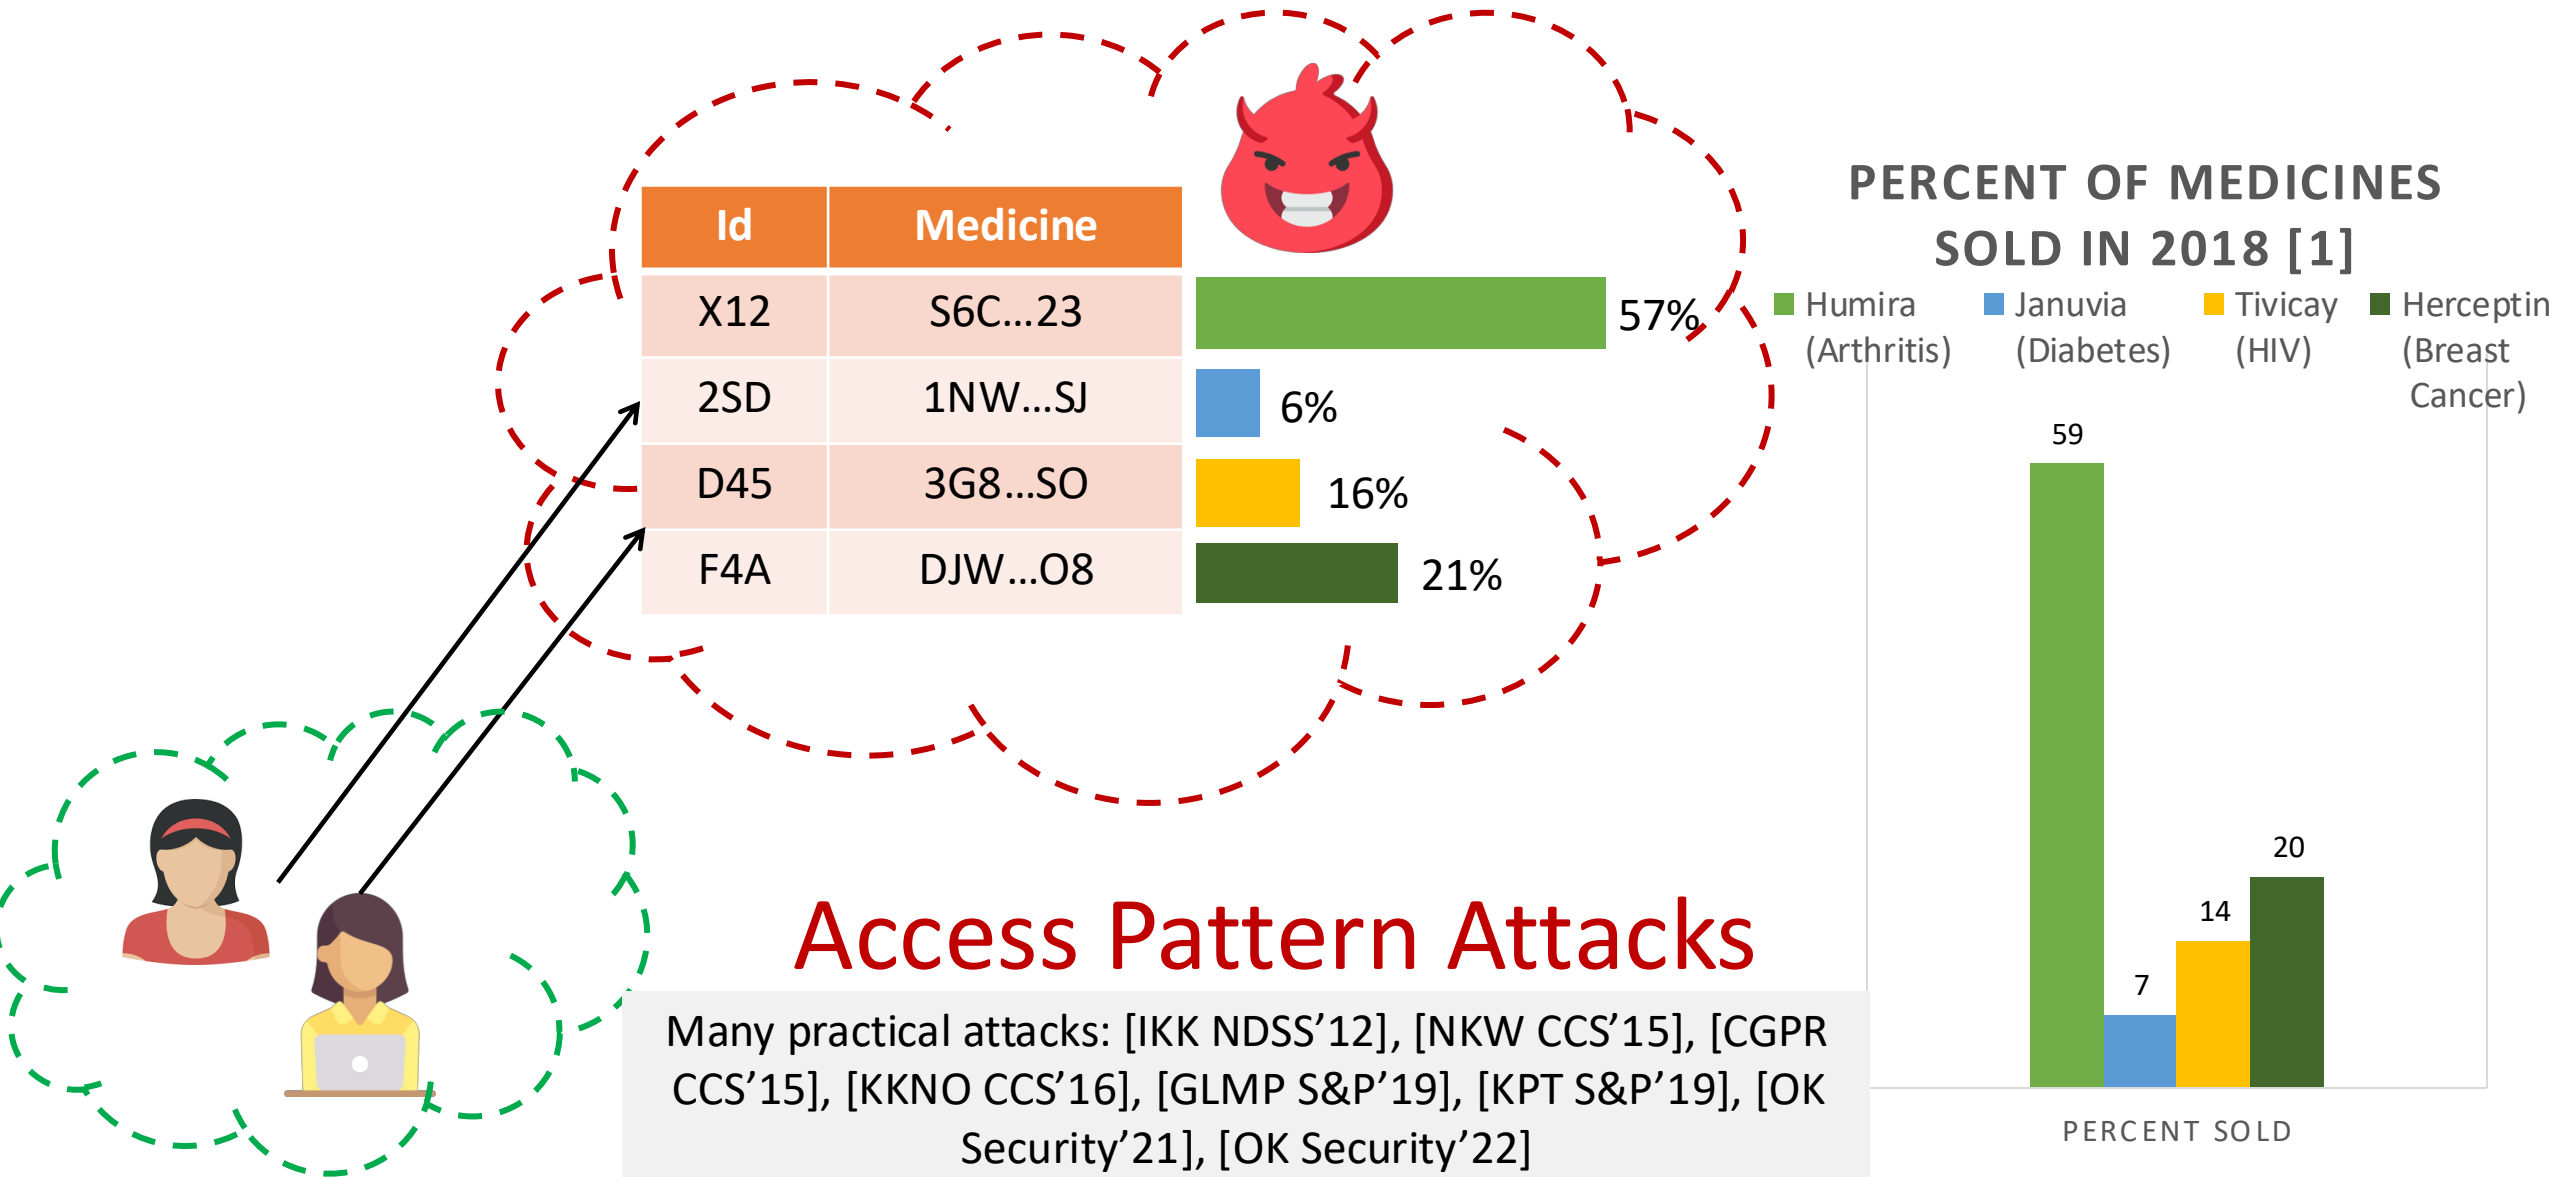 Id Medicine
X12 S6C...23 57%
2SD 1NW...SJ 6%
D45 3G8...SO 16%
F4A DJW...O8 21%
PERCENT OF MEDICINES
SOLD IN 2018 [1]
Humira
(Arthritis)
Januvia
(Diabetes)
Tivicay
(HIV)
Herceptin
(Breast
Cancer)
59
7
14
20
PERCENT SOLD
Access Pattern Attacks
Many practical attacks: [IKK NDSS’12], [NKW CCS’15], [CGPR
CCS’15], [KKNO CCS’16], [GLMP S&P’19], [KPT S&P’19], [OK
Security’21], [OK Security’22]